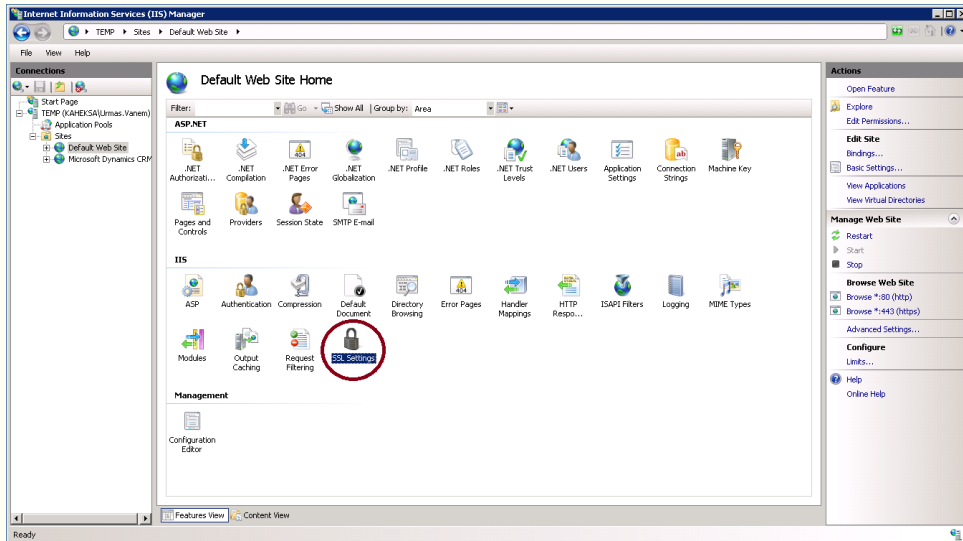 Internet Information Services (IIS) Manager
TEMP Sites Default Web Site
File View Help
Connections
Start Page
TEMP (KAHEKSA\Urmas.Vanem)
Application Pools
Sites
Default Web Site
Microsoft Dynamics CRM
Default Web Site Home
Filter: Go Show All Group by: Area
ASP.NET
.NET Authorizati...
.NET Compilation
.NET Error Pages
.NET Globalization
.NET Profile
.NET Roles
.NET Trust Levels
.NET Users
Application Settings
Connection Strings
Machine Key
Pages and Controls
Providers
Session State
SMTP E-mail
IIS
ASP
Authentication
Compression
Default Document
Directory Browsing
Error Pages
Handler Mappings
HTTP Respo...
ISAPI Filters
Logging
MIME Types
Modules
Output Caching
Request Filtering
SSL Settings
Management
Configuration Editor
Features View
Content View
Actions
Open Feature
Explore
Edit Permissions...
Edit Site
Bindings...
Basic Settings...
View Applications
View Virtual Directories
Manage Web Site
Restart
Start
Stop
Browse Web Site
Browse *:80 (http)
Browse *:443 (https)
Advanced Settings...
Configure
Limits...
Help
Online Help
Ready